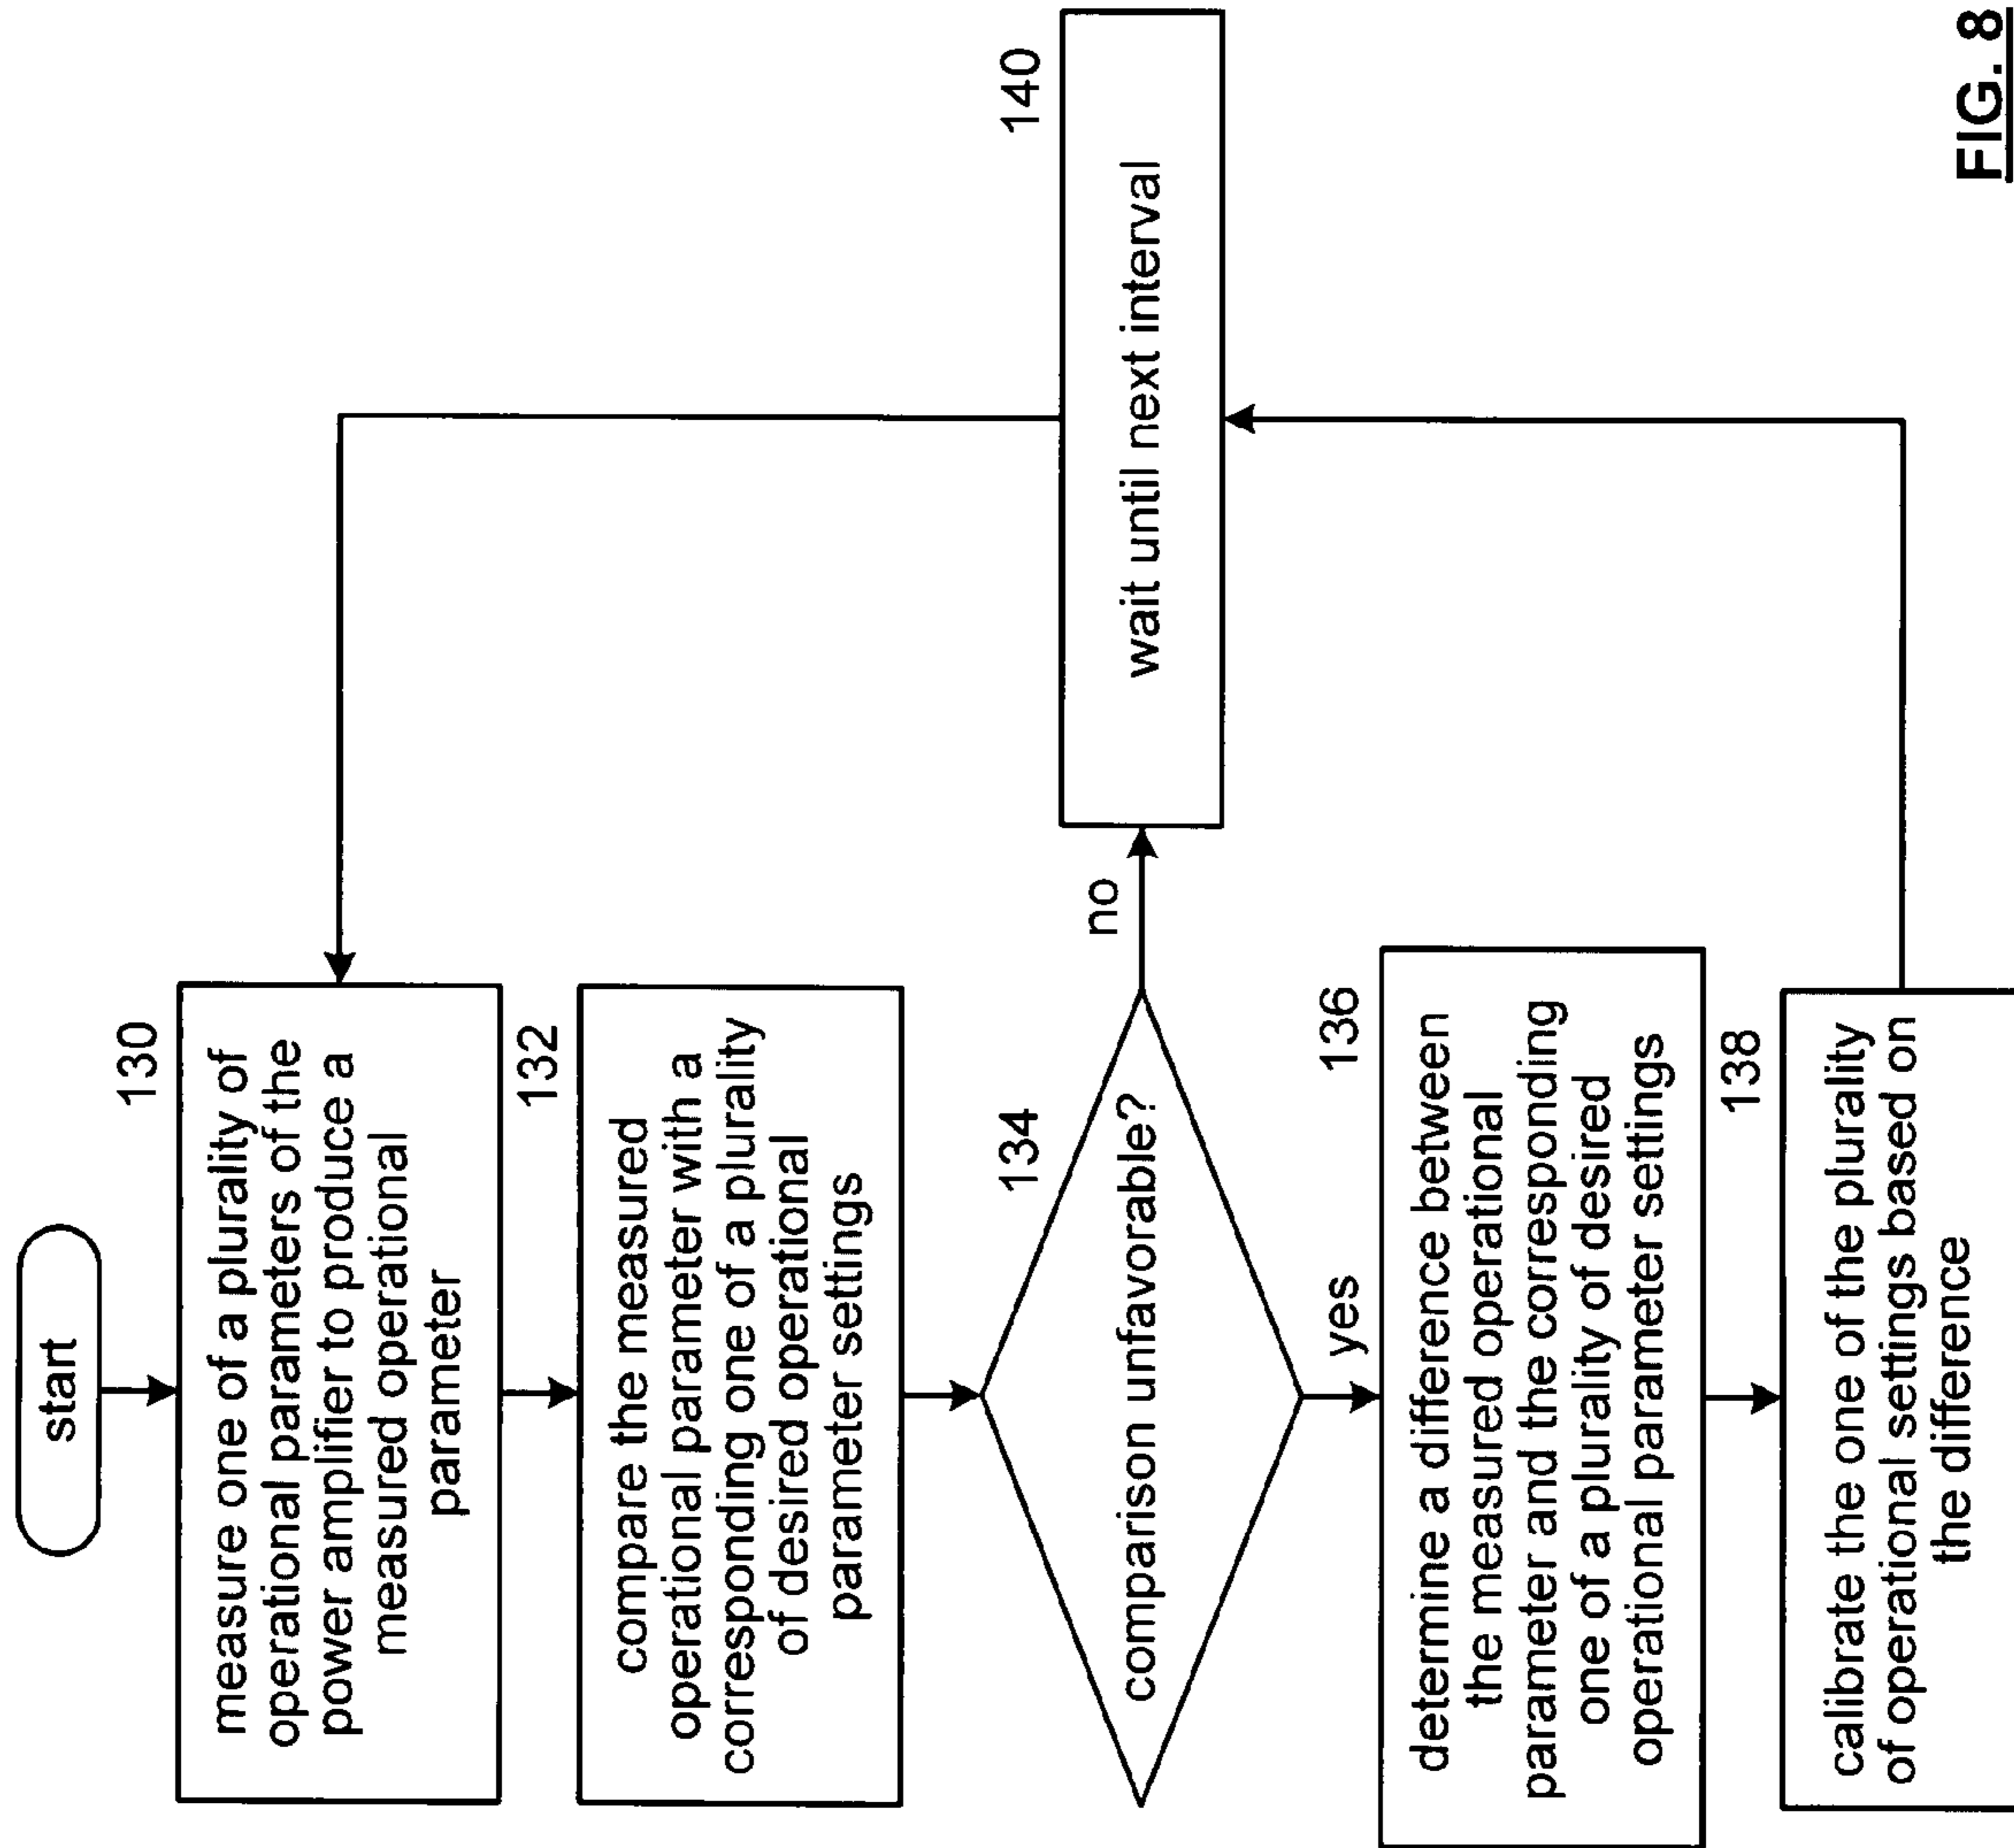 start
130
measure one of a plurality of
operational parameters of the
power amplifier to produce a
measured operational
parameter
132
compare the measured
operational parameter with a
corresponding one of a plurality
of desired operational
parameter settings
134
comparison unfavorable?
no
140
wait until next interval
yes
136
determine a difference between
the measured operational
parameter and the corresponding
one of a plurality of desired
operational parameter settings
138
calibrate the one of the plurality
of operational settings based on
the difference
FIG. 8